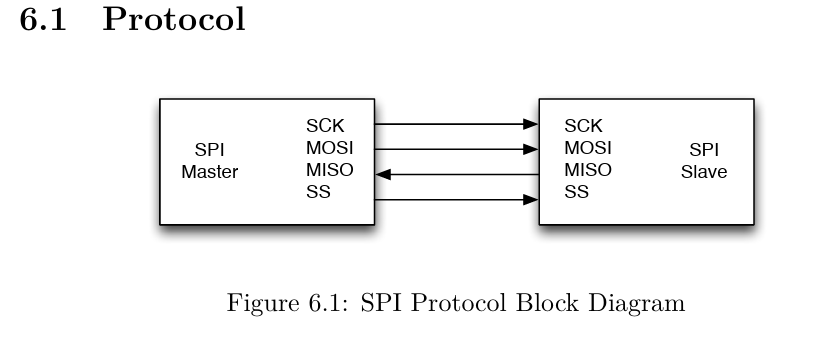 6.1 Protocol
SPI
Master
SCK
MOSI
MISO
SS
SCK
MOSI
MISO
SS
SPI
Slave
Figure 6.1: SPI Protocol Block Diagram